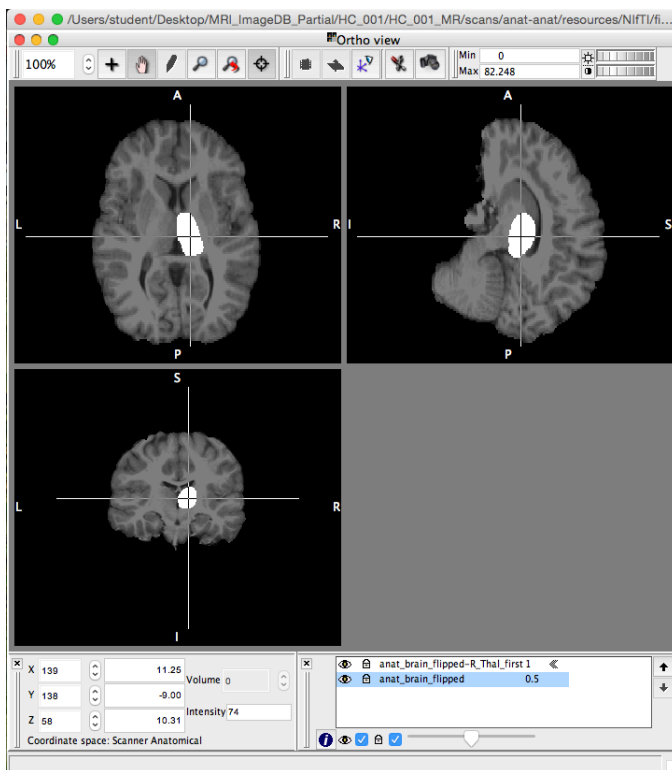 /Users/student/Desktop/MRI_ImageDB_Partial/HC_001/HC_001_MR/scans/anat-anat/resources/NIfTI/fi...
Ortho view
100%
Min 0
Max 82.248
A
L
R
P
A
I
S
P
S
L
R
I
X 139 11.25
Y 138 -9.00
Z 58 10.31
Volume 0
Intensity 74
Coordinate space: Scanner Anatomical
anat_brain_flipped-R_Thal_first 1
anat_brain_flipped 0.5